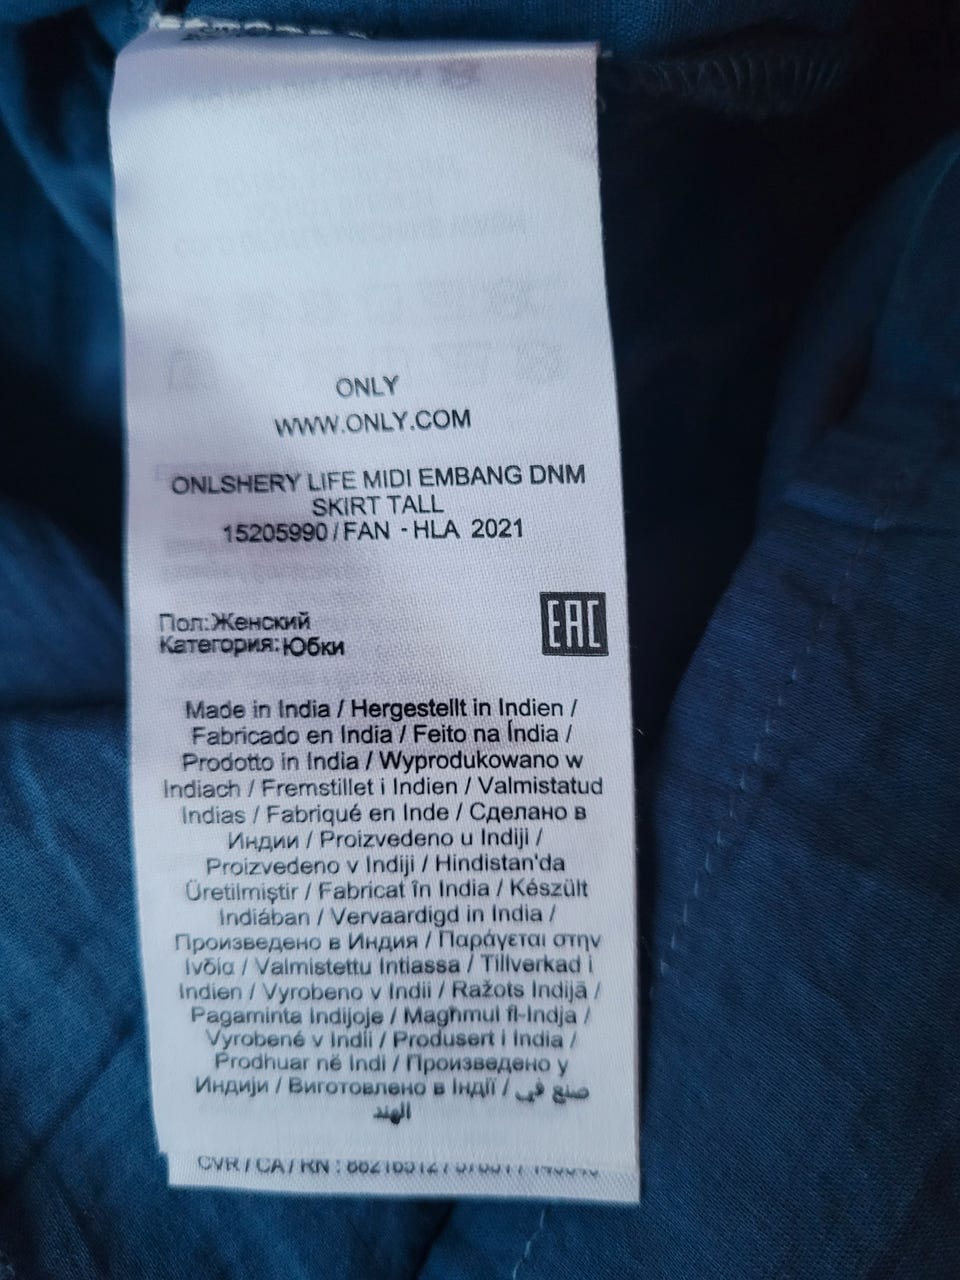 ONLY
WWW.ONLY.COM
ONLSHERY LIFE MIDI EMBANG DNM
SKIRT TALL
15205990 / FAN - HLA 2021
Пол:Женский
Категория:Юбки
EAC
Made in India / Hergestellt in Indien /
Fabricado en India / Feito na Índia /
Prodotto in India / Wyprodukowano w
Indiach / Fremstillet i Indien / Valmistatud
Indias / Fabriqué en Inde / Сделано в
Индии / Proizvedeno u Indiji /
Proizvedeno v Indiji / Hindistan'da
Üretilmiştir / Fabricat în India / Készült
Indiában / Vervaardigd in India /
Произведено в Индия / Παράγεται στην
Ινδία / Valmistettu Intiassa / Tillverkad i
Indien / Vyrobeno v Indii / Ražots Indijā /
Pagaminta Indijoje / Magħmul fl-Indja /
Vyrobené v Indii / Produsert i India /
Prodhuar në Indi / Произведено у
Индији / Виготовлено в Індії / صنع في
الهند
CVR / CA / RN :